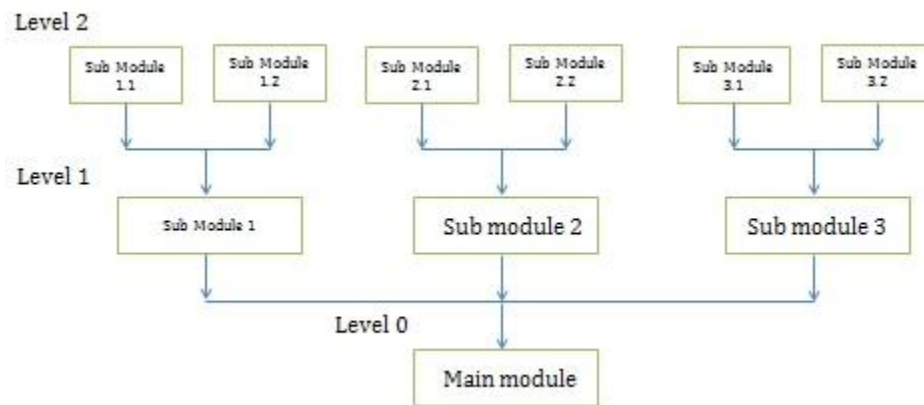 Level 2
Sub Module
1.1
Sub Module
1.2
Sub Module
2.1
Sub Module
2.2
Sub Module
3.1
Sub Module
3.2
Level 1
Sub Module 1
Sub module 2
Sub module 3
Level 0
Main module